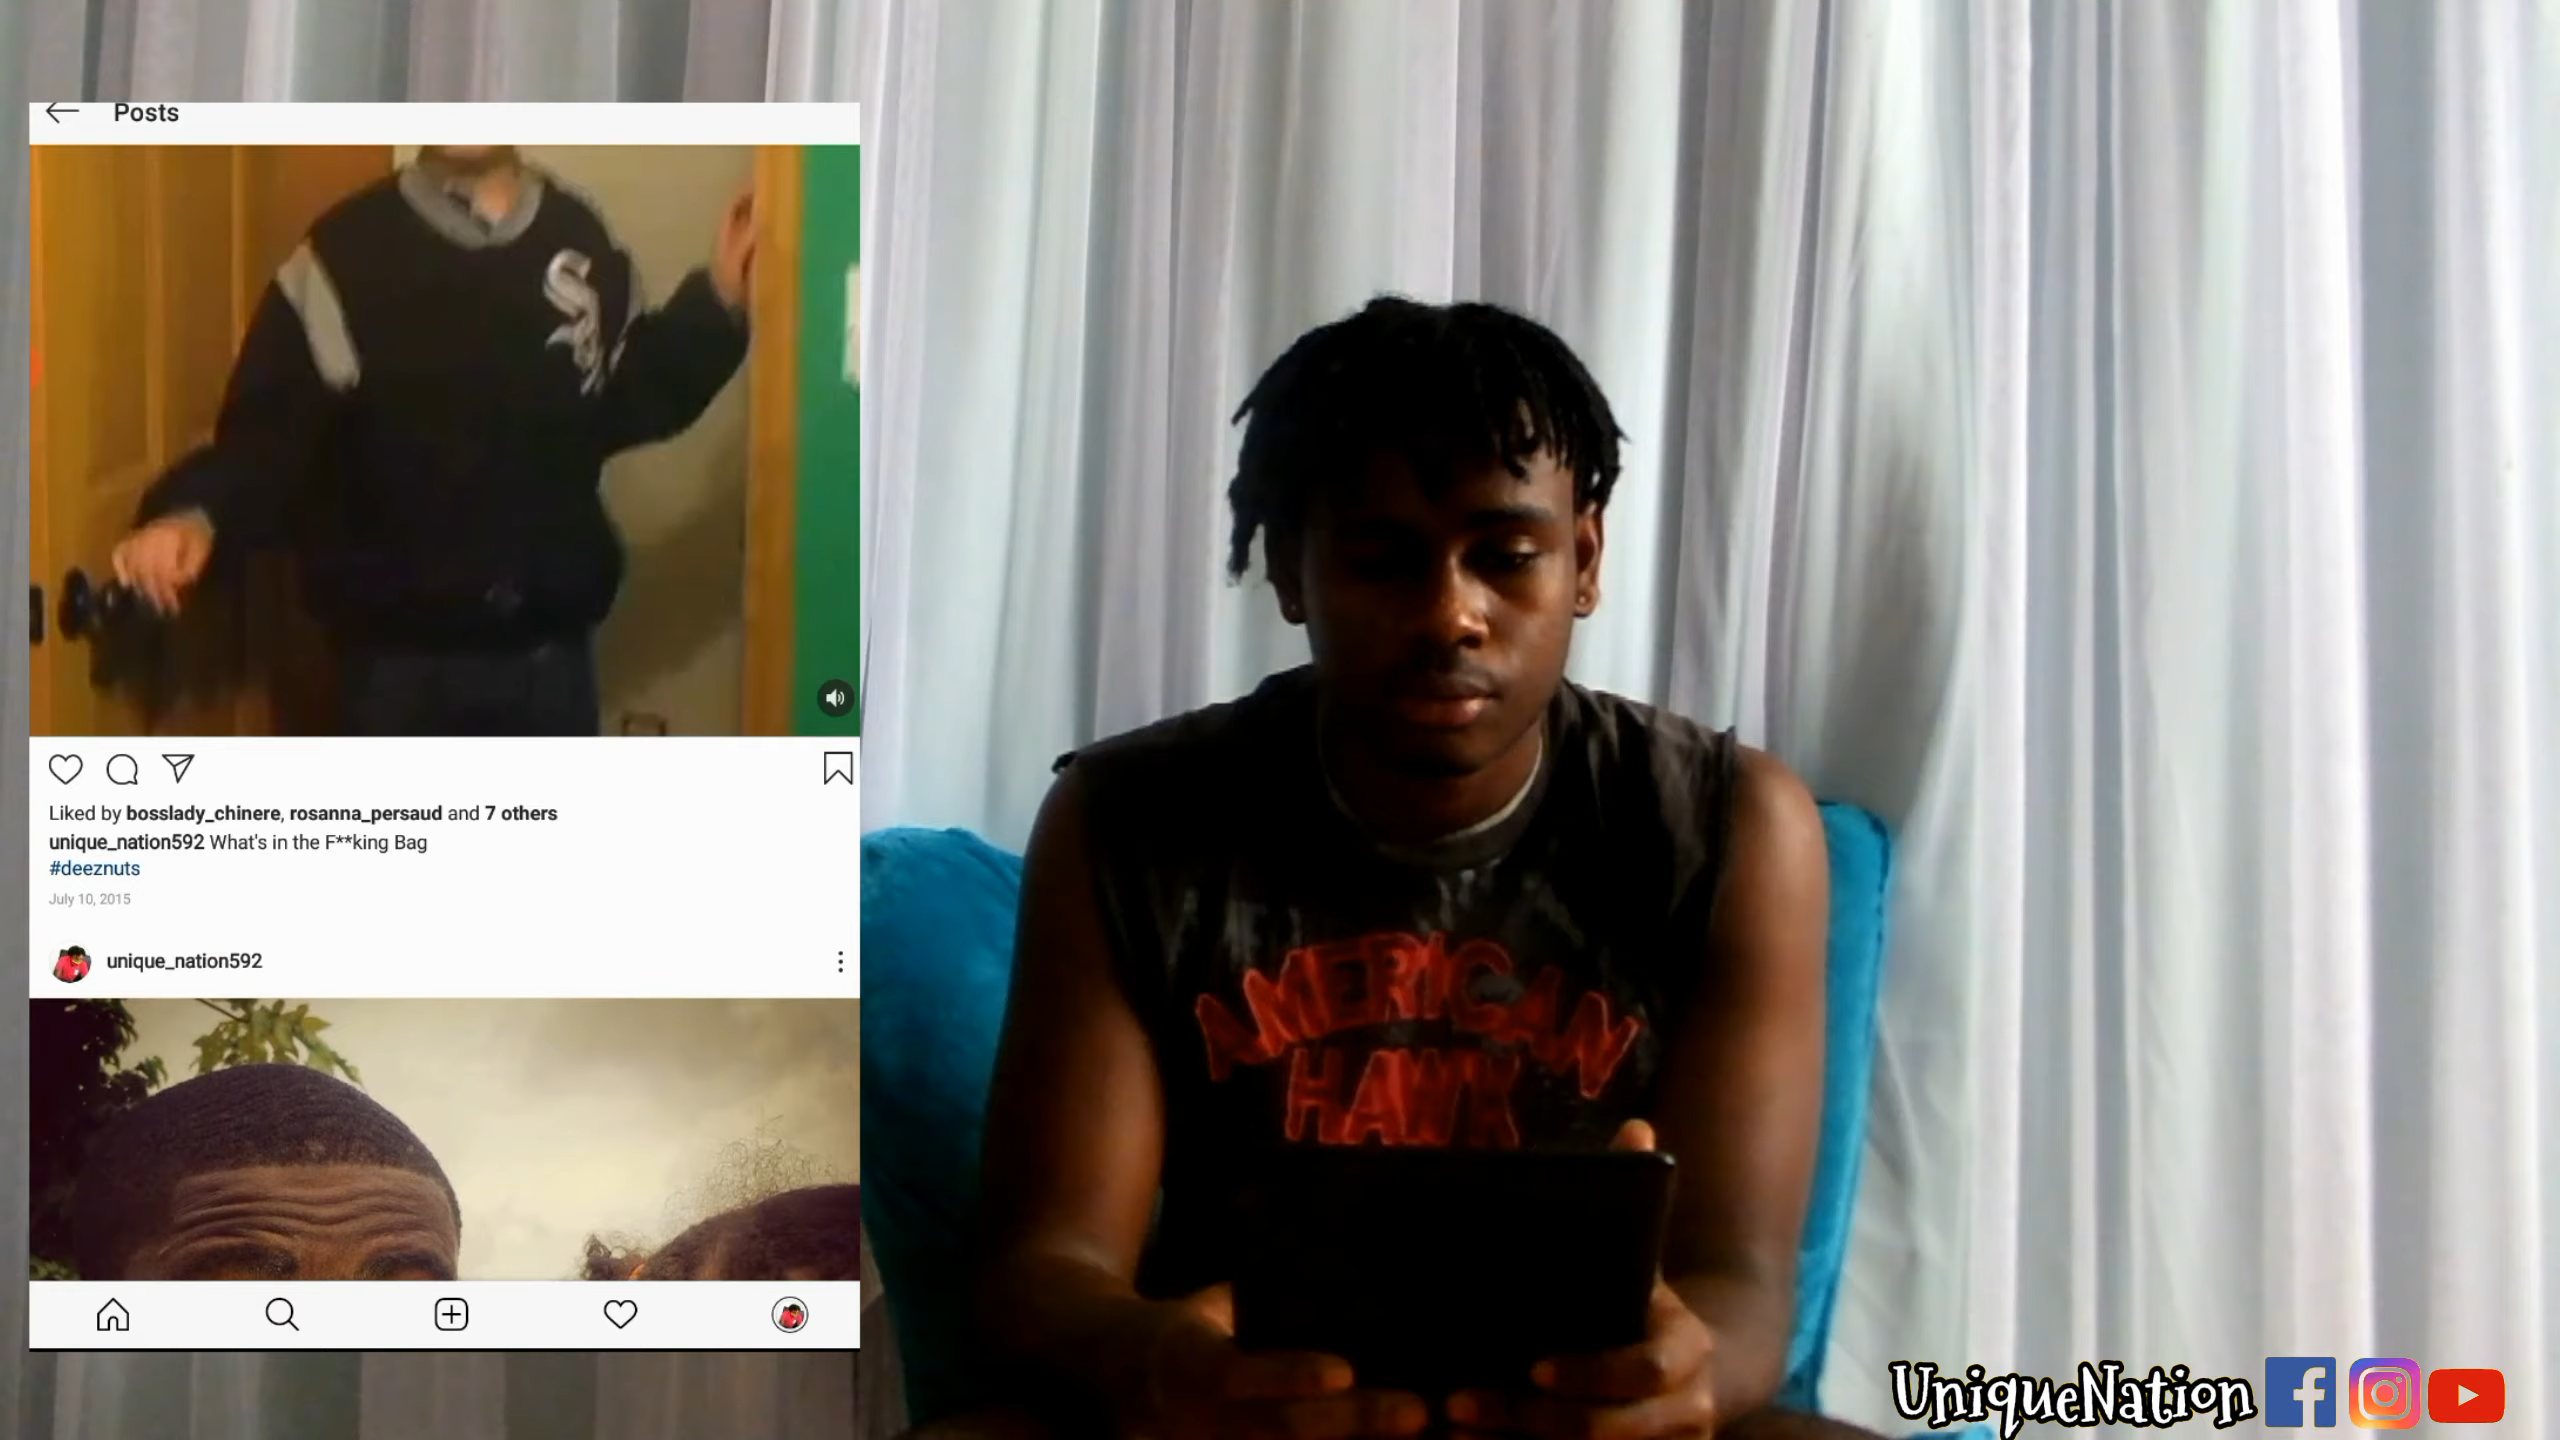 Posts
Sox
Liked by bosslady_chinere, rosanna_persaud and 7 others
unique_nation592 What's in the F**king Bag
#deeznuts
July 10, 2015
unique_nation592
AMERICAN
HAWK
UniqueNation